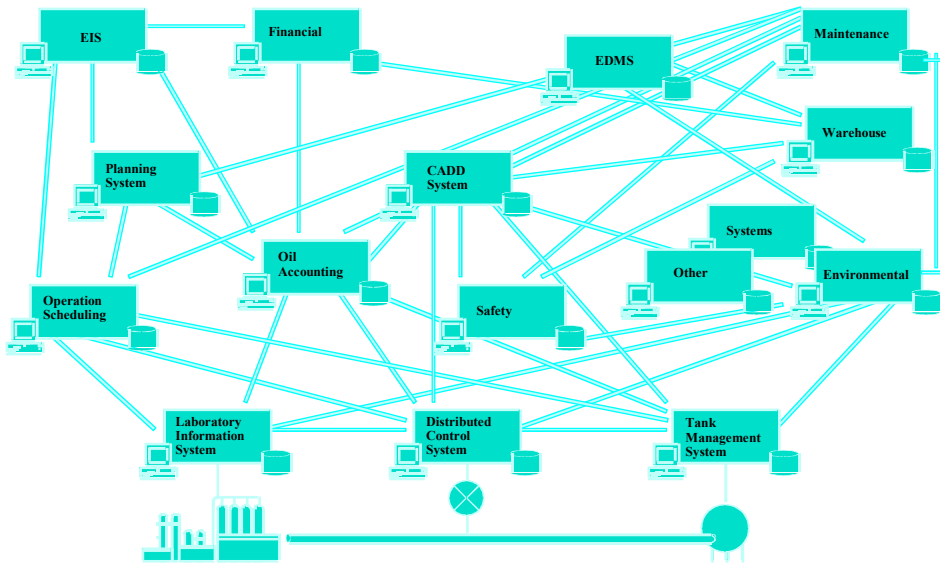 EIS
Financial
EDMS
Maintenance
Warehouse
Planning
System
CADD
System
Systems
Oil
Accounting
Other
Environmental
Operation
Scheduling
Safety
Laboratory
Information
System
Distributed
Control
System
Tank
Management
System